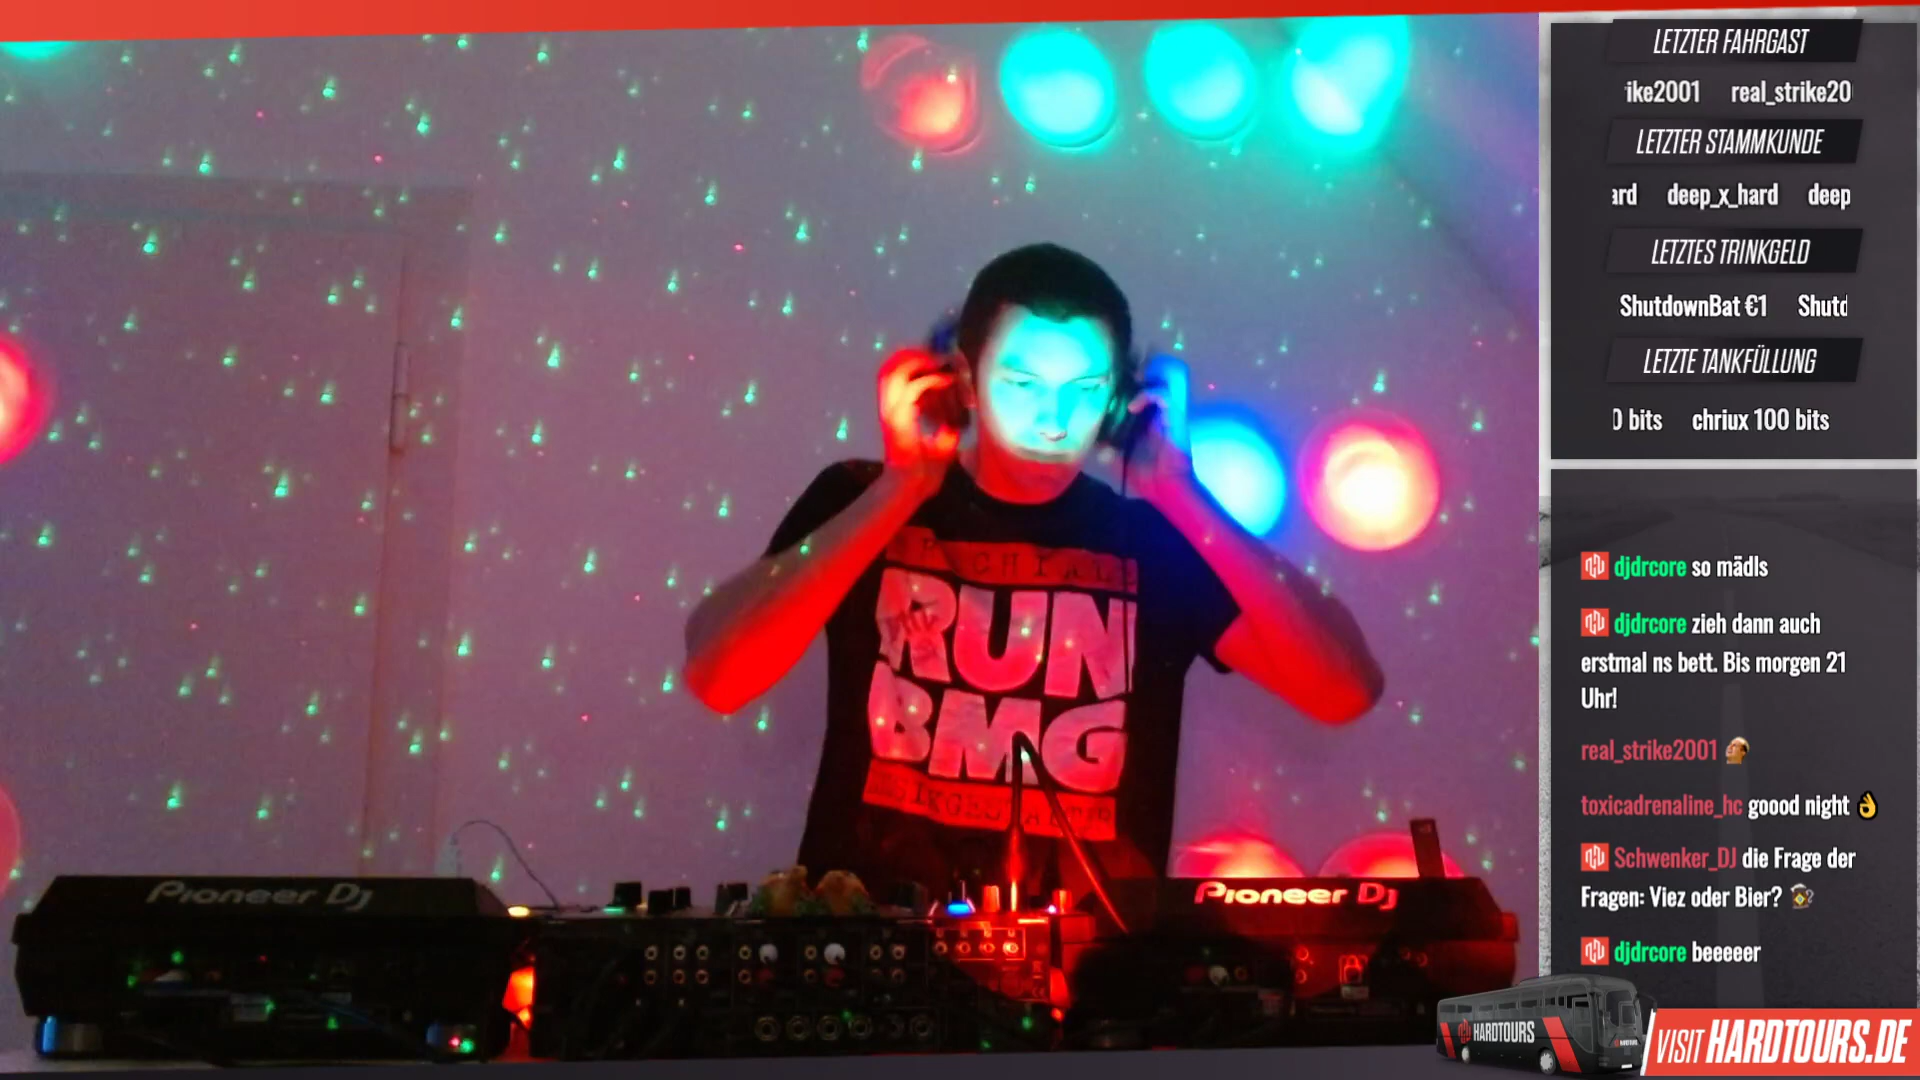 LETZTER FAHRGAST
ike2001 real_strike20
LETZTER STAMMKUNDE
ard deep_x_hard deep
LETZTES TRINKGELD
ShutdownBat €1 Shutd
LETZTE TANKFÜLLUNG
0 bits chriux 100 bits
djdrcore so mädls
djdrcore zieh dann auch
erstmal ns bett. Bis morgen 21
Uhr!
real_strike2001
toxicadrenaline_hc goood night 👌
Schwenker_DJ die Frage der
Fragen: Viez oder Bier?
djdrcore beeeeer
HARDTOURS
VISIT HARDTOURS.DE
RUN
BMG
Pioneer DJ
Pioneer DJ